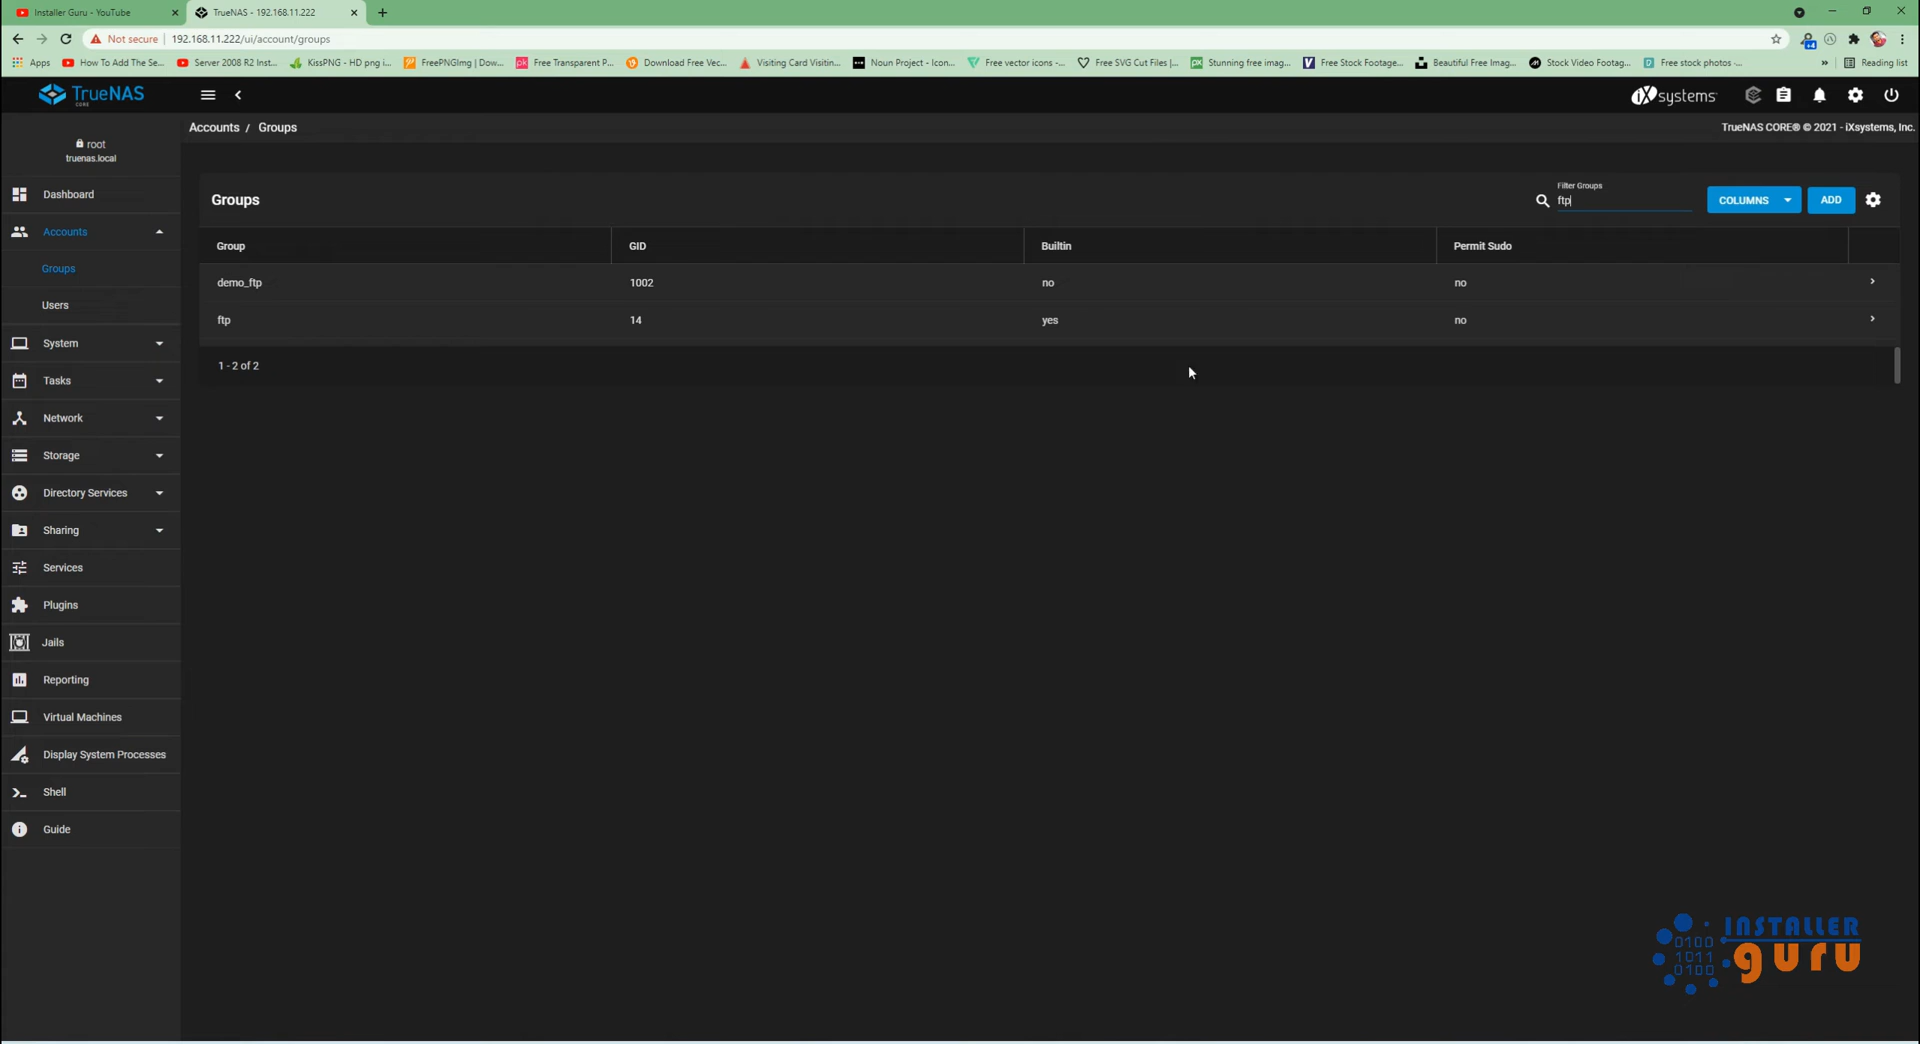 Installer Guru - YouTube
TrueNAS - 192.168.11.222
Not secure
192.168.11.222/ui/account/groups
Apps
How To Add The Se...
Server 2008 R2 Inst...
KissPNG - HD png i...
FreePNGImg | Dow...
Free Transparent P...
Download Free Vec...
Visiting Card Visitin...
Noun Project - Icon...
Free vector icons -...
Free SVG Cut Files |...
Stunning free imag...
Free Stock Footage...
Beautiful Free Imag...
Stock Video Footag...
Free stock photos -...
Reading list
TrueNAS
CORE
iXsystems
Accounts / Groups
TrueNAS CORE® © 2021 - iXsystems, Inc.
root
truenas.local
Dashboard
Accounts
Groups
Users
System
Tasks
Network
Storage
Directory Services
Sharing
Services
Plugins
Jails
Reporting
Virtual Machines
Display System Processes
Shell
Guide
Groups
Filter Groups
ftp
COLUMNS
ADD
Group GID Builtin Permit Sudo
demo_ftp 1002 no no
ftp 14 yes no
1 - 2 of 2
INSTALLER
guru
0100
1011
0100